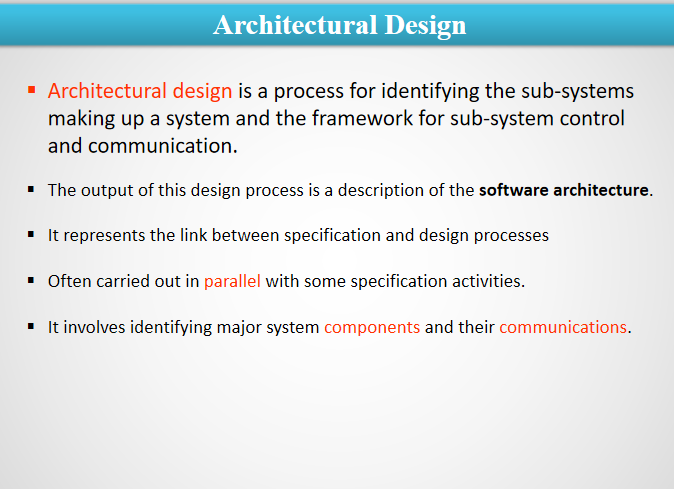 Architectural Design
▪ Architectural design is a process for identifying the sub-systems
making up a system and the framework for sub-system control
and communication.
▪ The output of this design process is a description of the software architecture.
▪ It represents the link between specification and design processes
▪ Often carried out in parallel with some specification activities.
▪ It involves identifying major system components and their communications.